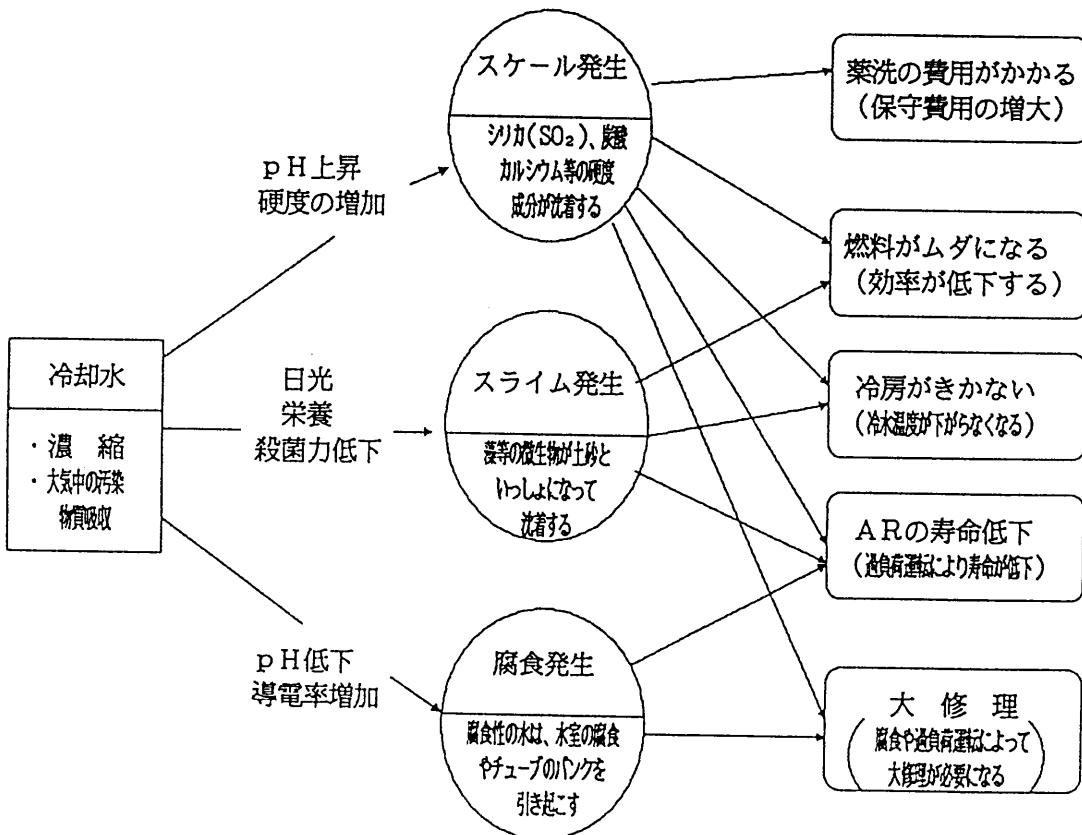 冷却水
・濃　縮
・大気中の汚染
物質吸収
pH上昇
硬度の増加
日光
栄養
殺菌力低下
pH低下
導電率増加
スケール発生
シリカ(SO₂)、炭酸
カルシウム等の硬度
成分が沈着する
スライム発生
藻等の微生物が土砂と
いっしょになって
沈着する
腐食発生
腐食性の水は、水室の腐食
やチューブのパンクを
引き起こす
薬洗の費用がかかる
(保守費用の増大)
燃料がムダになる
(効率が低下する)
冷房がきかない
(冷水温度が下がらなくなる)
ARの寿命低下
(過負荷運転により寿命が低下)
大　修　理
(腐食や過負荷運転によって
大修理が必要になる)